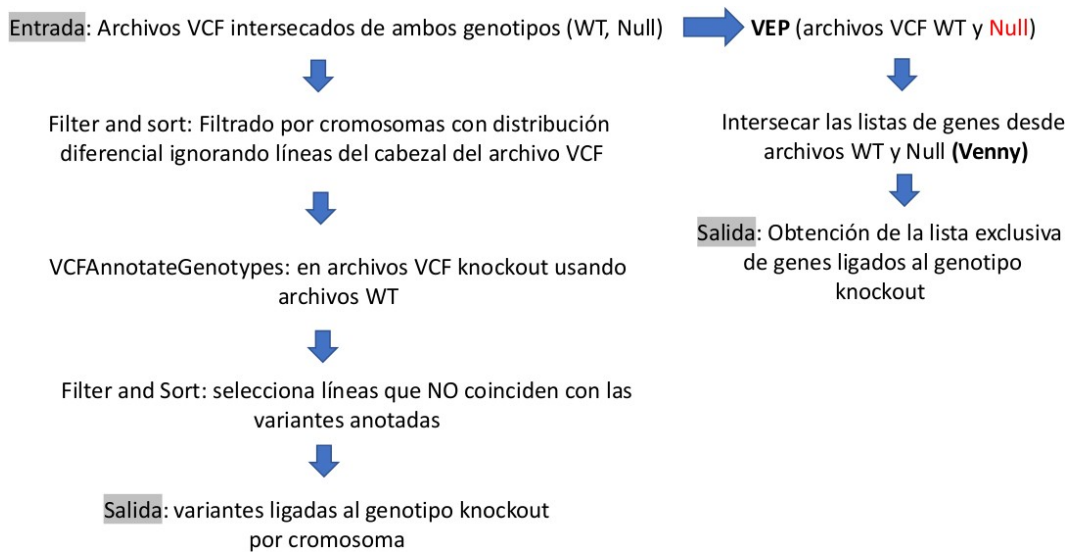 Entrada: Archivos VCF intersecados de ambos genotipos (WT, Null)
VEP (archivos VCF WT y Null)
Filter and sort: Filtrado por cromosomas con distribución
diferencial ignorando líneas del cabezal del archivo VCF
VCFAnnotateGenotypes: en archivos VCF knockout usando
archivos WT
Filter and Sort: selecciona líneas que NO coinciden con las
variantes anotadas
Salida: variantes ligadas al genotipo knockout
por cromosoma
Intersecar las listas de genes desde
archivos WT y Null (Venny)
Salida: Obtención de la lista exclusiva
de genes ligados al genotipo
knockout